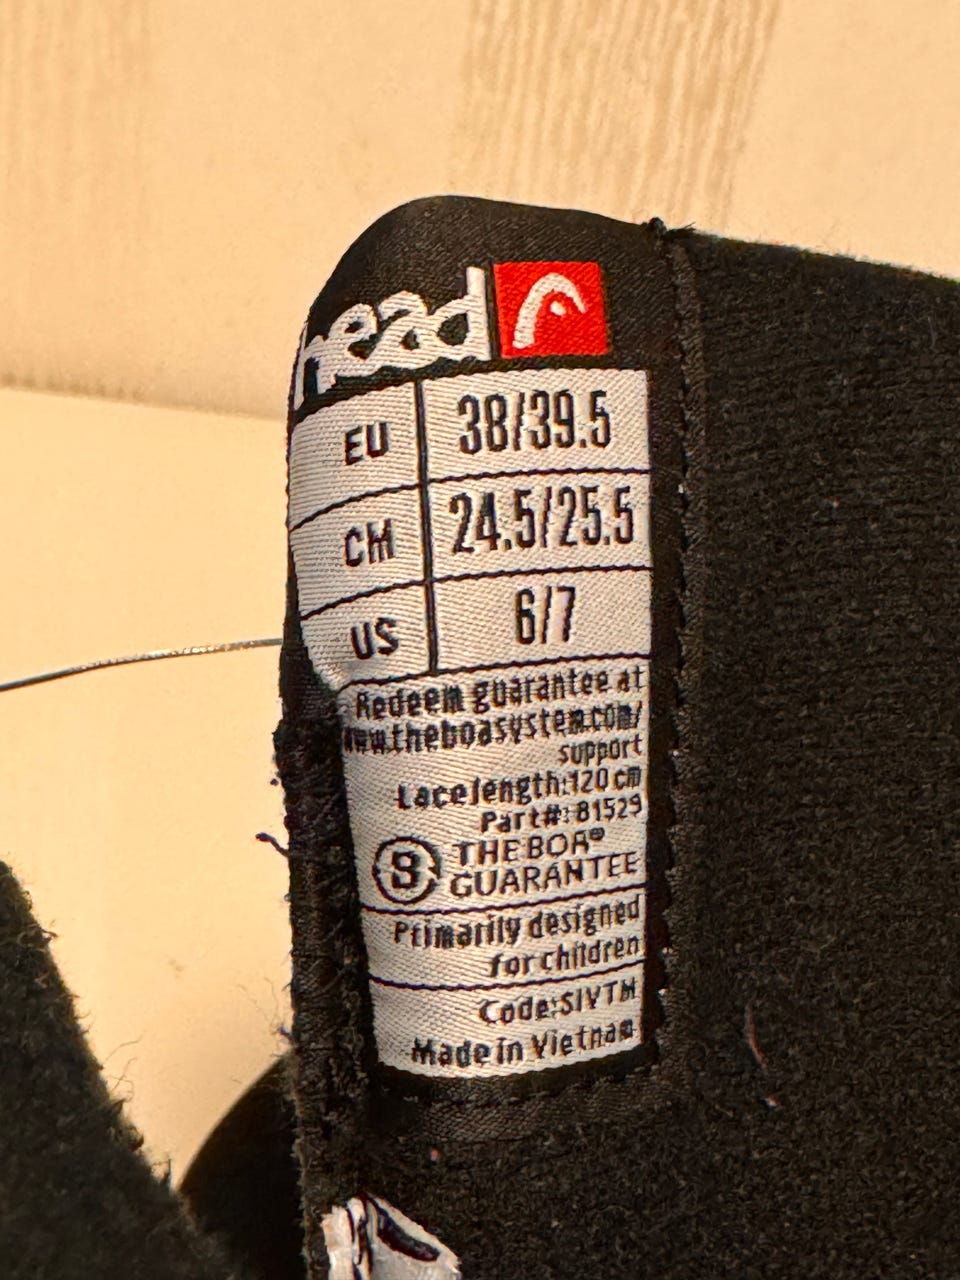 head
EU 38/39.5
CM 24.5/25.5
US 6/7
Redeem guarantee at
www.theboasystem.com/
support
Lace length:120 cm
Part#: 81529
THE BOA®
GUARANTEE
Primarily designed
for children
Code:SIVTM
Made in Vietnam